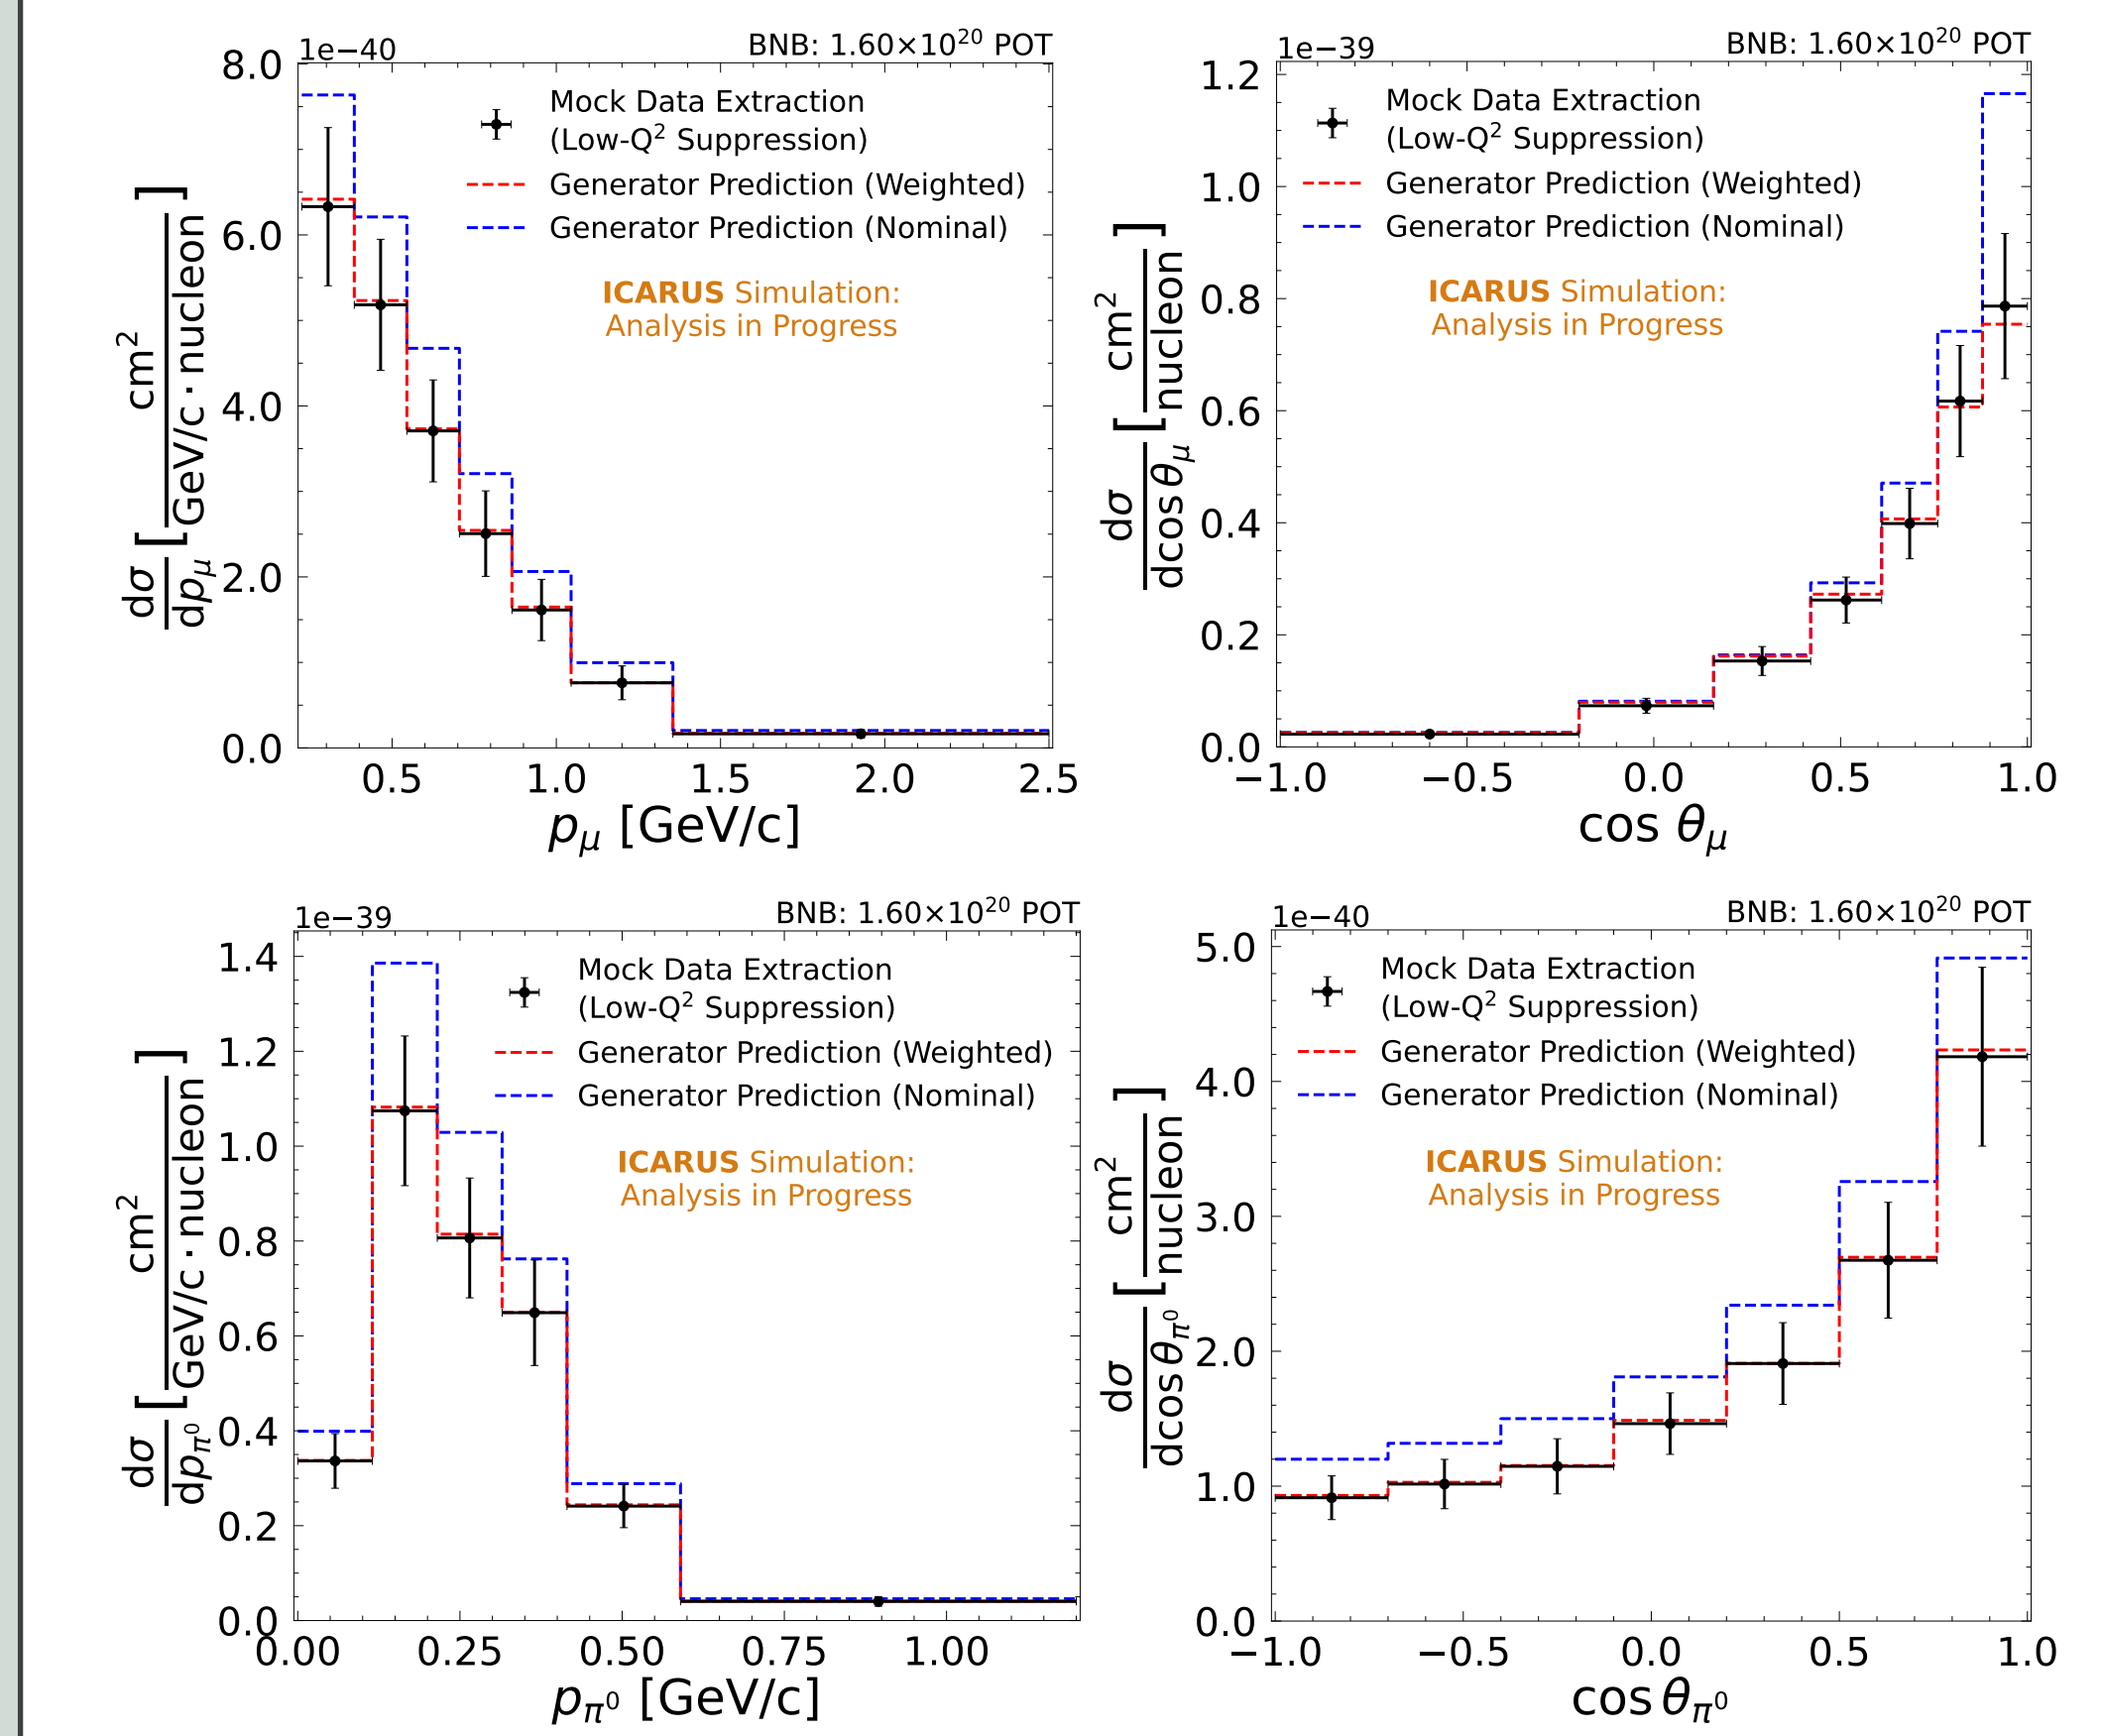 1e−40
BNB: 1.60×10²⁰ POT
8.0
6.0
4.0
2.0
0.0
Mock Data Extraction
(Low-Q² Suppression)
Generator Prediction (Weighted)
Generator Prediction (Nominal)
ICARUS Simulation:
Analysis in Progress
dσ/dp_μ [cm²/GeV/c · nucleon]
0.5 1.0 1.5 2.0 2.5
p_μ [GeV/c]
1e−39
BNB: 1.60×10²⁰ POT
1.2
1.0
0.8
0.6
0.4
0.2
0.0
Mock Data Extraction
(Low-Q² Suppression)
Generator Prediction (Weighted)
Generator Prediction (Nominal)
ICARUS Simulation:
Analysis in Progress
dσ/dcos θ_μ [cm²/nucleon]
−1.0 −0.5 0.0 0.5 1.0
cos θ_μ
1e−39
BNB: 1.60×10²⁰ POT
1.4
1.2
1.0
0.8
0.6
0.4
0.2
0.0
Mock Data Extraction
(Low-Q² Suppression)
Generator Prediction (Weighted)
Generator Prediction (Nominal)
ICARUS Simulation:
Analysis in Progress
dσ/dp_π⁰ [cm²/GeV/c · nucleon]
0.00 0.25 0.50 0.75 1.00
p_π⁰ [GeV/c]
1e−40
BNB: 1.60×10²⁰ POT
5.0
4.0
3.0
2.0
1.0
0.0
Mock Data Extraction
(Low-Q² Suppression)
Generator Prediction (Weighted)
Generator Prediction (Nominal)
ICARUS Simulation:
Analysis in Progress
dσ/dcos θ_π⁰ [cm²/nucleon]
−1.0 −0.5 0.0 0.5 1.0
cos θ_π⁰